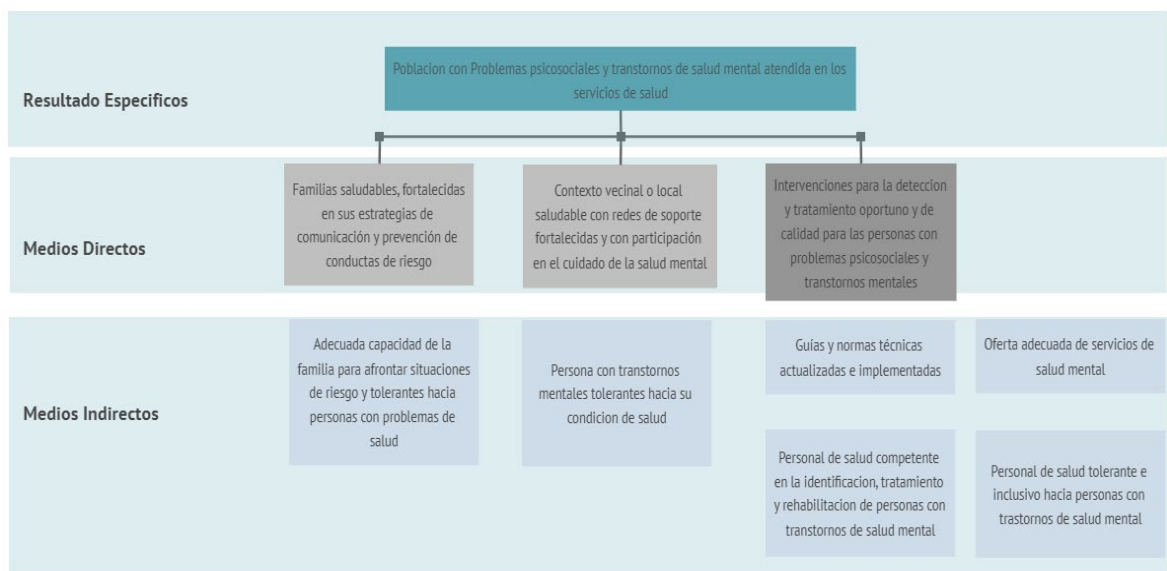 Poblacion con Problemas psicosociales y transtornos de salud mental atendida en los
servicios de salud
Resultado Especificos
Medios Directos
Familias saludables, fortalecidas
en sus estrategias de
comunicación y prevención de
conductas de riesgo
Contexto vecinal o local
saludable con redes de soporte
fortalecidas y con participación
en el cuidado de la salud mental
Intervenciones para la deteccion
y tratamiento oportuno y de
calidad para las personas con
problemas psicosociales y
transtornos mentales
Medios Indirectos
Adecuada capacidad de la
familia para afrontar situaciones
de riesgo y tolerantes hacia
personas con problemas de
salud
Persona con transtornos
mentales tolerantes hacia su
condicion de salud
Guías y normas técnicas
actualizadas e implementadas
Oferta adecuada de servicios de
salud mental
Personal de salud competente
en la identificacion, tratamiento
y rehabilitacion de personas con
transtornos de salud mental
Personal de salud tolerante e
inclusivo hacia personas con
trastornos de salud mental